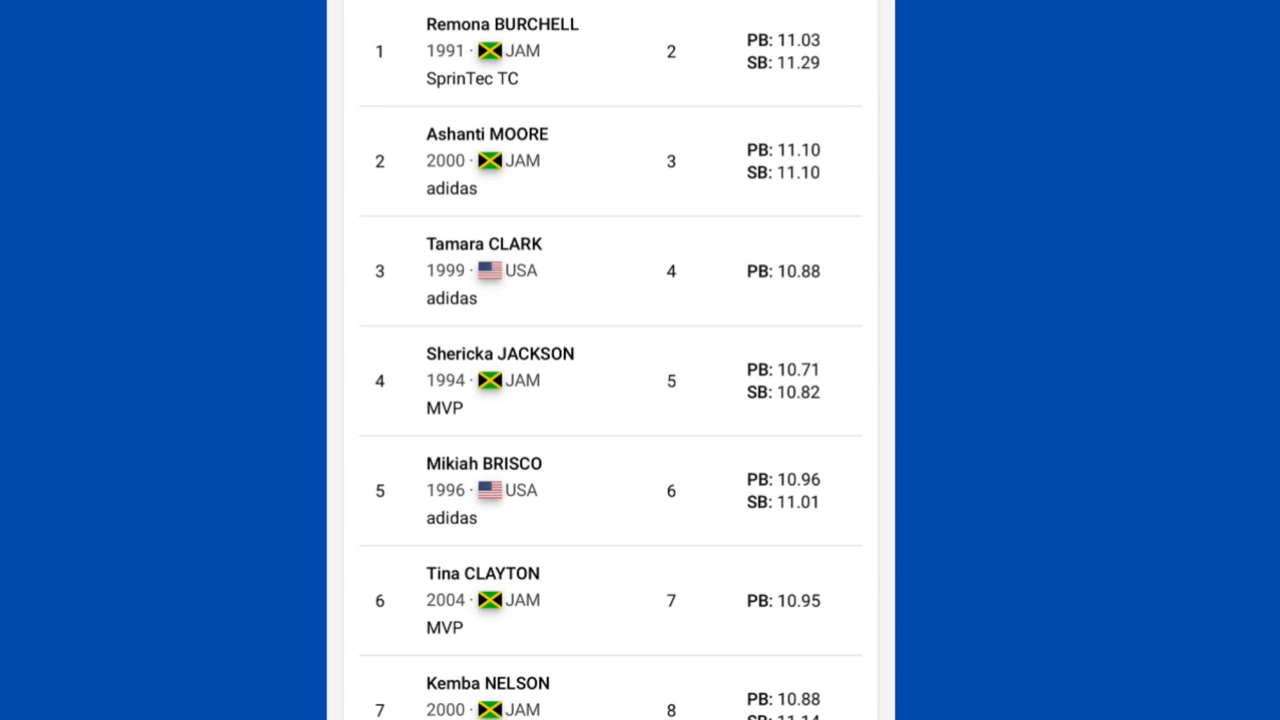 1
Remona BURCHELL
1991 · JAM
SprinTec TC
2
PB: 11.03
SB: 11.29
2
Ashanti MOORE
2000 · JAM
adidas
3
PB: 11.10
SB: 11.10
3
Tamara CLARK
1999 · USA
adidas
4
PB: 10.88
4
Shericka JACKSON
1994 · JAM
MVP
5
PB: 10.71
SB: 10.82
5
Mikiah BRISCO
1996 · USA
adidas
6
PB: 10.96
SB: 11.01
6
Tina CLAYTON
2004 · JAM
MVP
7
PB: 10.95
7
Kemba NELSON
2000 · JAM
8
PB: 10.88
SB: 11.14